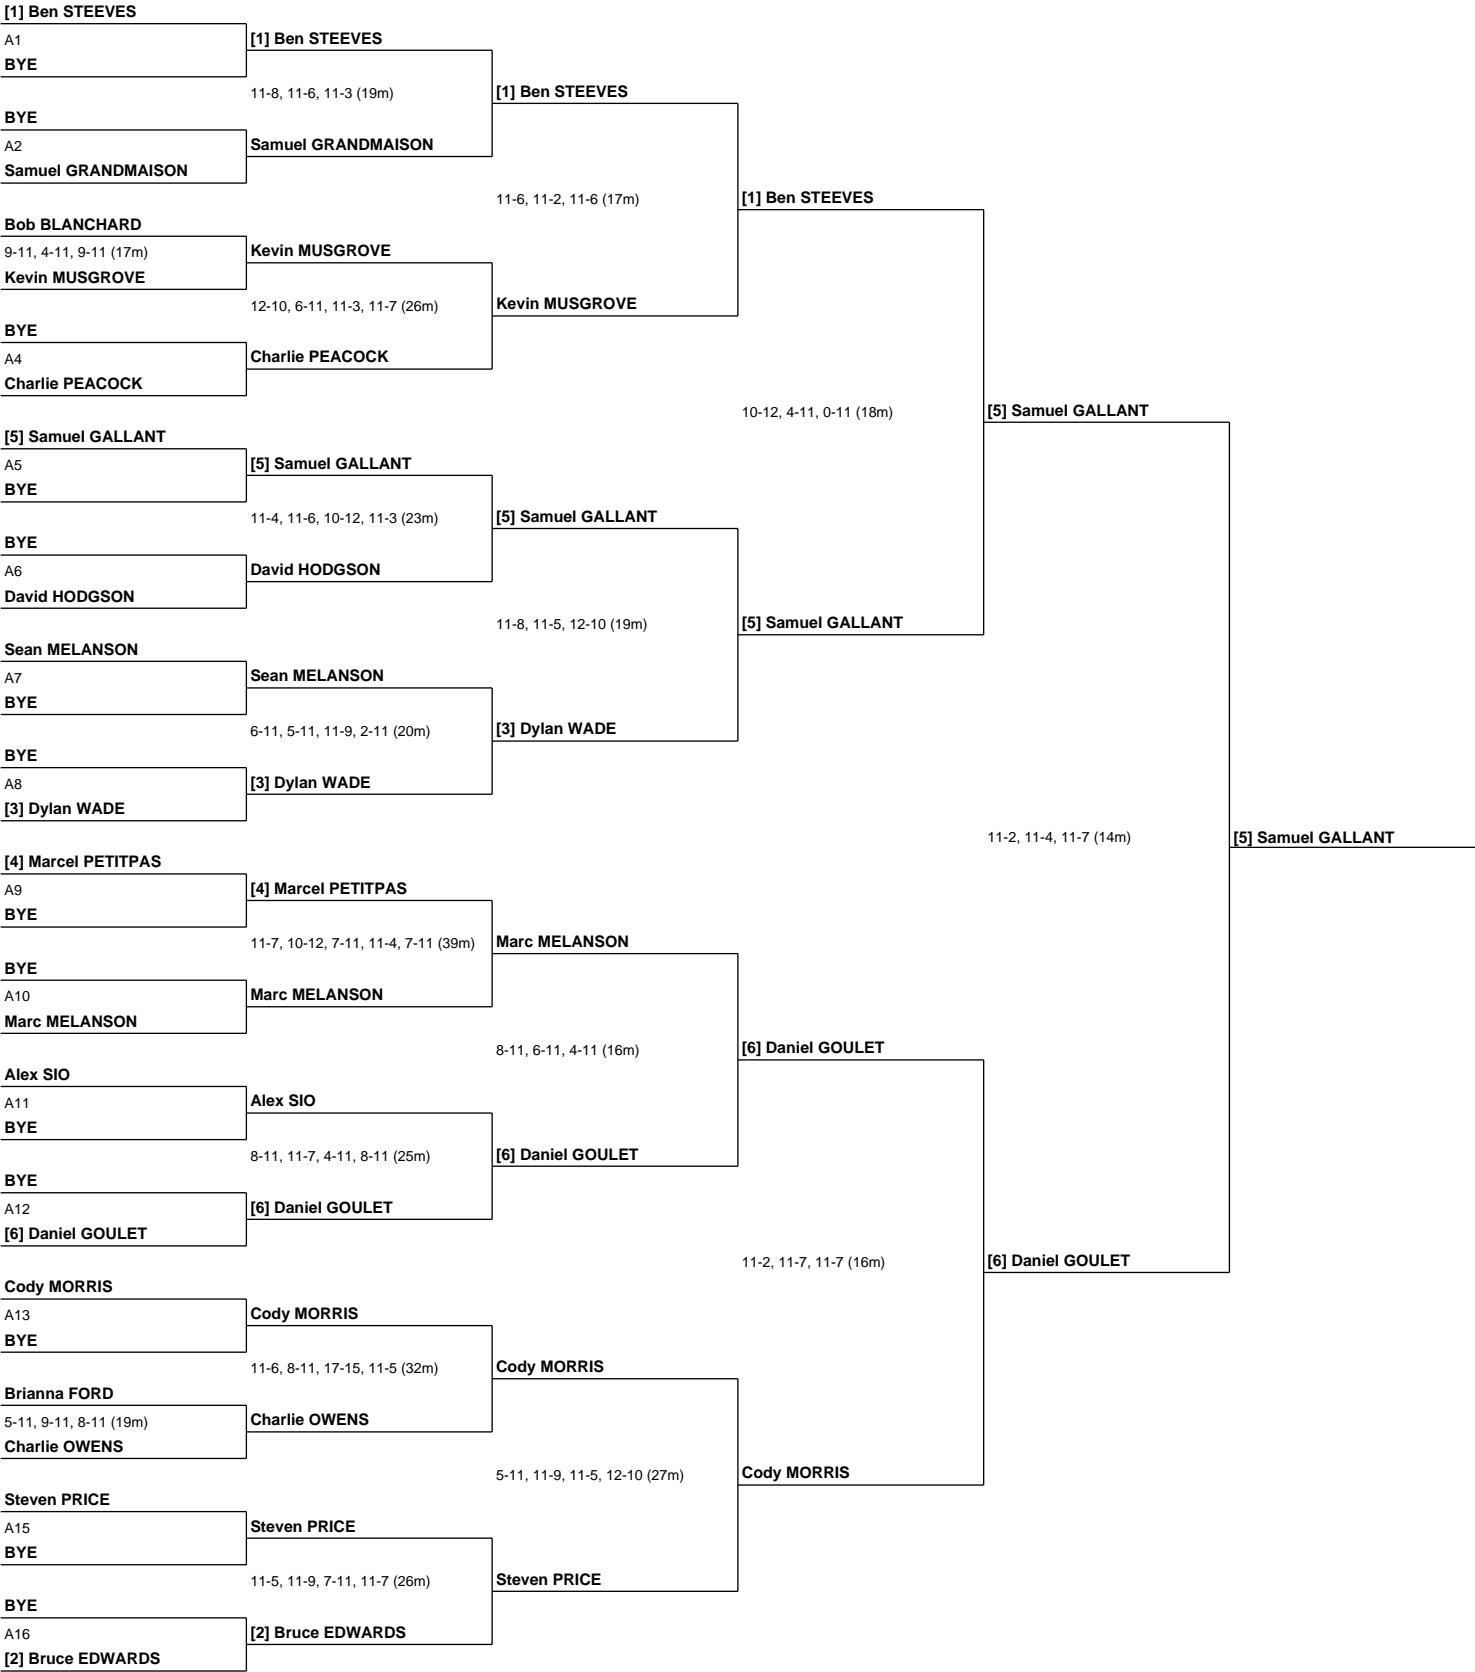 [1] Ben STEEVES
A1
BYE
BYE
A2
Samuel GRANDMAISON
Bob BLANCHARD
9-11, 4-11, 9-11 (17m)
Kevin MUSGROVE
BYE
A4
Charlie PEACOCK
[5] Samuel GALLANT
A5
BYE
BYE
A6
David HODGSON
Sean MELANSON
A7
BYE
BYE
A8
[3] Dylan WADE
[4] Marcel PETITPAS
A9
BYE
BYE
A10
Marc MELANSON
Alex SIO
A11
BYE
BYE
A12
[6] Daniel GOULET
Cody MORRIS
A13
BYE
Brianna FORD
5-11, 9-11, 8-11 (19m)
Charlie OWENS
Steven PRICE
A15
BYE
BYE
A16
[2] Bruce EDWARDS
[1] Ben STEEVES
11-8, 11-6, 11-3 (19m)
Samuel GRANDMAISON
Kevin MUSGROVE
12-10, 6-11, 11-3, 11-7 (26m)
Charlie PEACOCK
[5] Samuel GALLANT
11-4, 11-6, 10-12, 11-3 (23m)
David HODGSON
Sean MELANSON
6-11, 5-11, 11-9, 2-11 (20m)
[3] Dylan WADE
[4] Marcel PETITPAS
11-7, 10-12, 7-11, 11-4, 7-11 (39m)
Marc MELANSON
Alex SIO
8-11, 11-7, 4-11, 8-11 (25m)
[6] Daniel GOULET
Cody MORRIS
11-6, 8-11, 17-15, 11-5 (32m)
Charlie OWENS
Steven PRICE
11-5, 11-9, 7-11, 11-7 (26m)
[2] Bruce EDWARDS
[1] Ben STEEVES
11-6, 11-2, 11-6 (17m)
Kevin MUSGROVE
[5] Samuel GALLANT
11-8, 11-5, 12-10 (19m)
[3] Dylan WADE
Marc MELANSON
8-11, 6-11, 4-11 (16m)
[6] Daniel GOULET
Cody MORRIS
5-11, 11-9, 11-5, 12-10 (27m)
Steven PRICE
[1] Ben STEEVES
10-12, 4-11, 0-11 (18m)
[5] Samuel GALLANT
[6] Daniel GOULET
11-2, 11-7, 11-7 (16m)
Cody MORRIS
[5] Samuel GALLANT
11-2, 11-4, 11-7 (14m)
[6] Daniel GOULET
[5] Samuel GALLANT